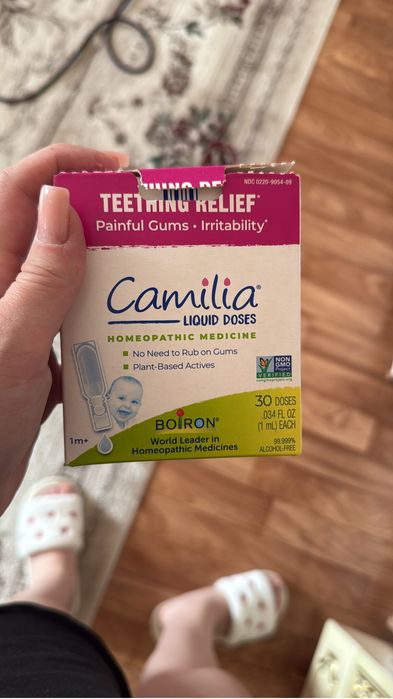 NDC 0220-9054-09
TEETHING RELIEF*
Painful Gums • Irritability*
Camilia®
LIQUID DOSES
HOMEOPATHIC MEDICINE
No Need to Rub on Gums
Plant-Based Actives
NON
GMO
Project
VERIFIED
nongmoproject.org
30 DOSES
.034 FL OZ
(1 mL) EACH
1m+
BOIRON®
World Leader in
Homeopathic Medicines
99.999%
ALCOHOL-FREE